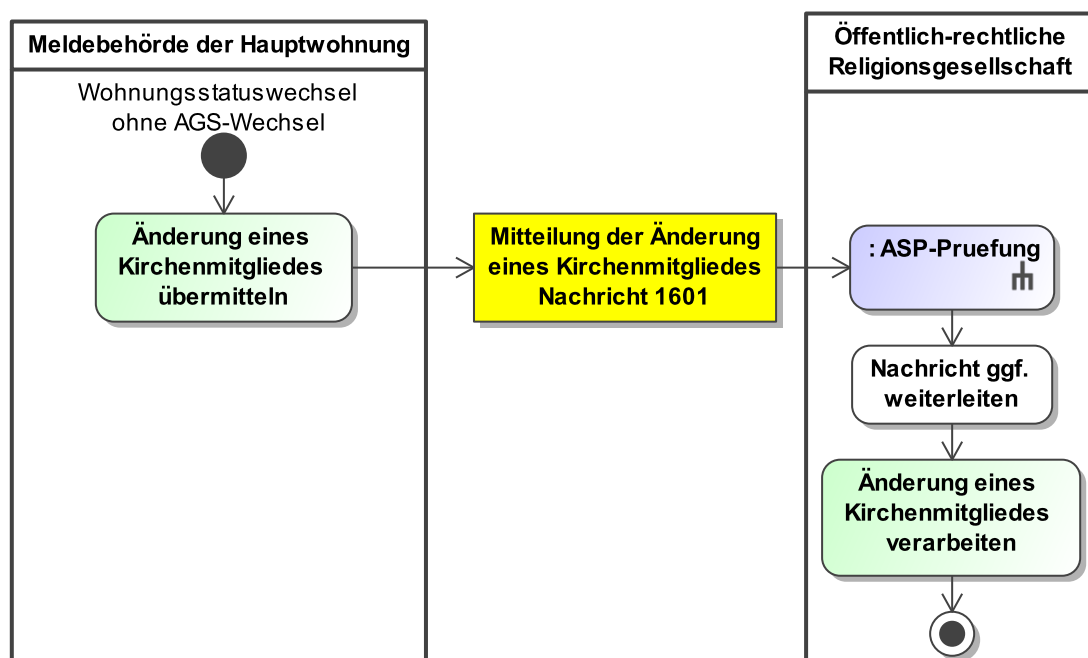 Meldebehörde der Hauptwohnung
Wohnungsstatuswechsel
ohne AGS-Wechsel
Änderung eines
Kirchenmitgliedes
übermitteln
Mitteilung der Änderung
eines Kirchenmitgliedes
Nachricht 1601
Öffentlich-rechtliche
Religionsgesellschaft
: ASP-Pruefung
Nachricht ggf.
weiterleiten
Änderung eines
Kirchenmitgliedes
verarbeiten